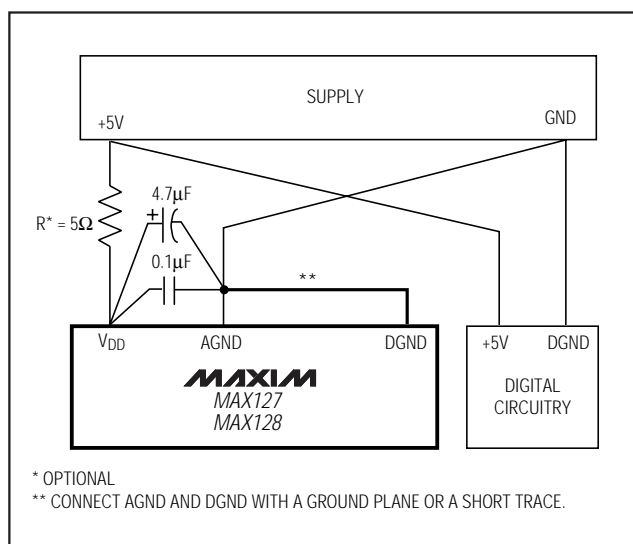 SUPPLY
+5V
GND
4.7µF
+
R* = 5Ω
0.1µF
**
VDD
AGND
DGND
+5V
DGND
MAXIM
MAX127
MAX128
DIGITAL
CIRCUITRY
* OPTIONAL
** CONNECT AGND AND DGND WITH A GROUND PLANE OR A SHORT TRACE.